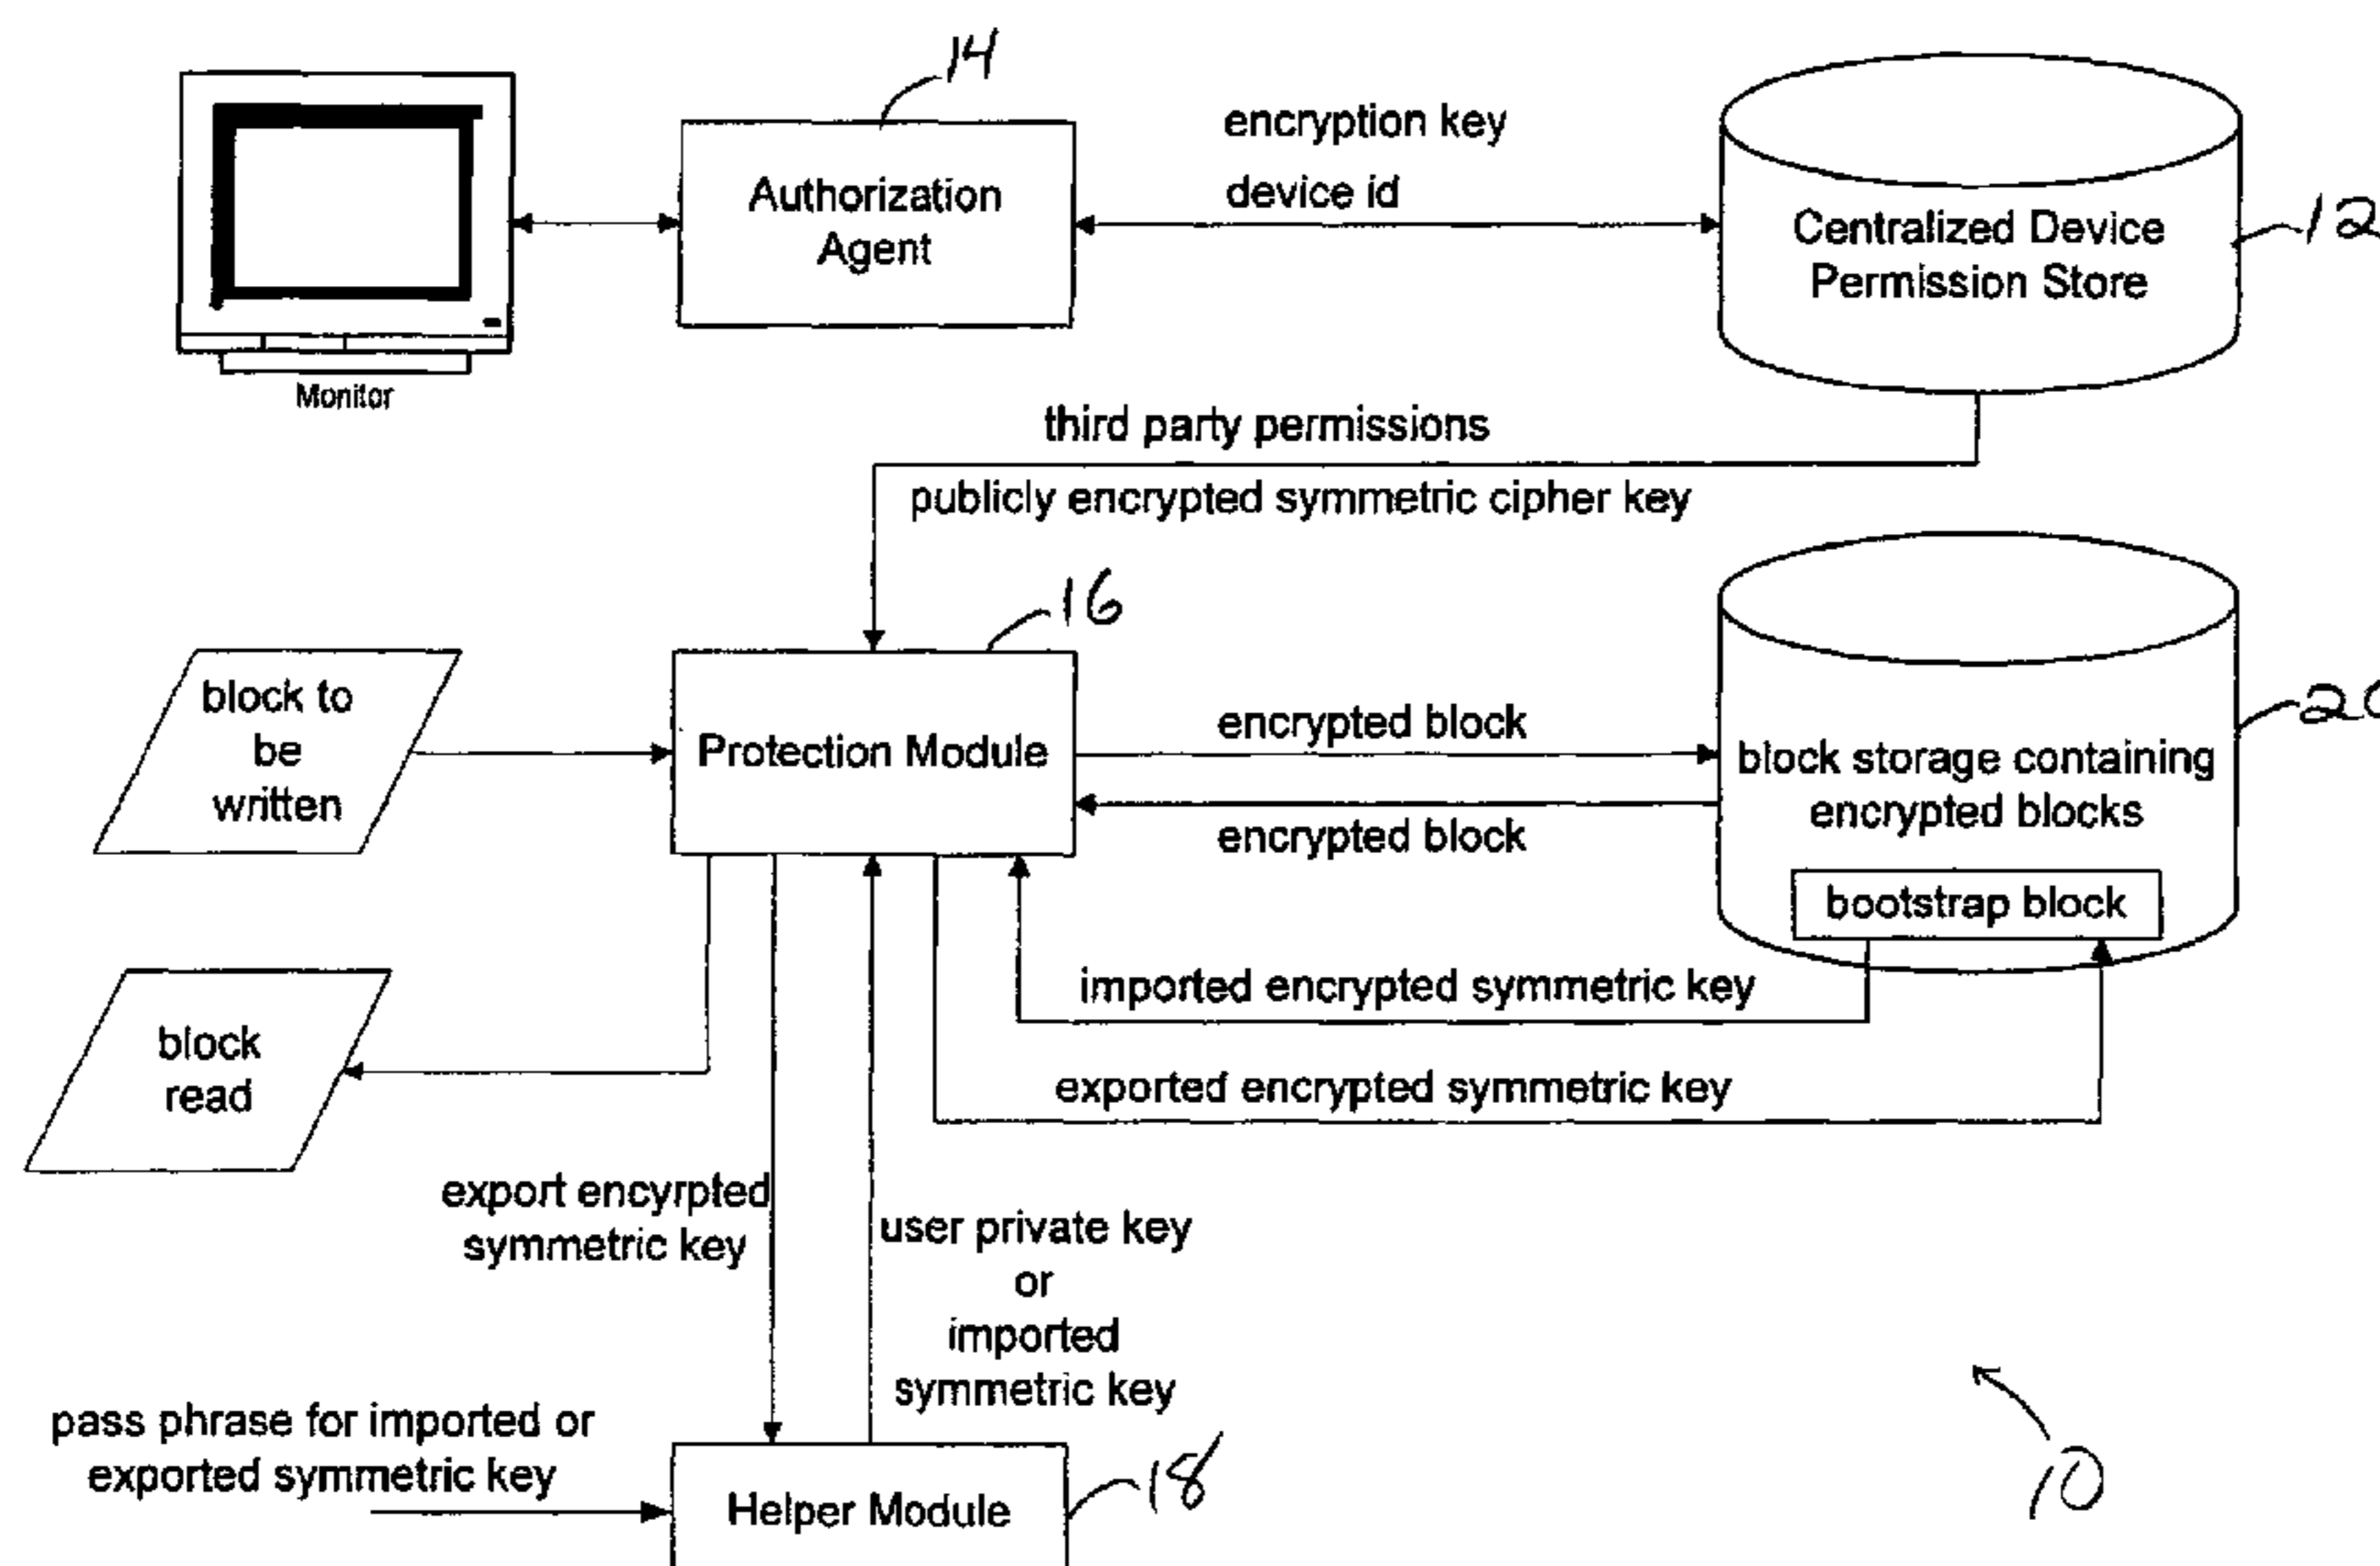 14
encryption key
device id
Authorization
Agent
Centralized Device
Permission Store
12
Monitor
third party permissions
publicly encrypted symmetric cipher key
16
block to
be
written
Protection Module
encrypted block
encrypted block
block storage containing
encrypted blocks
20
bootstrap block
imported encrypted symmetric key
block
read
exported encrypted symmetric key
export encyrpted
symmetric key
user private key
or
imported
symmetric key
pass phrase for imported or
exported symmetric key
Helper Module
18
10